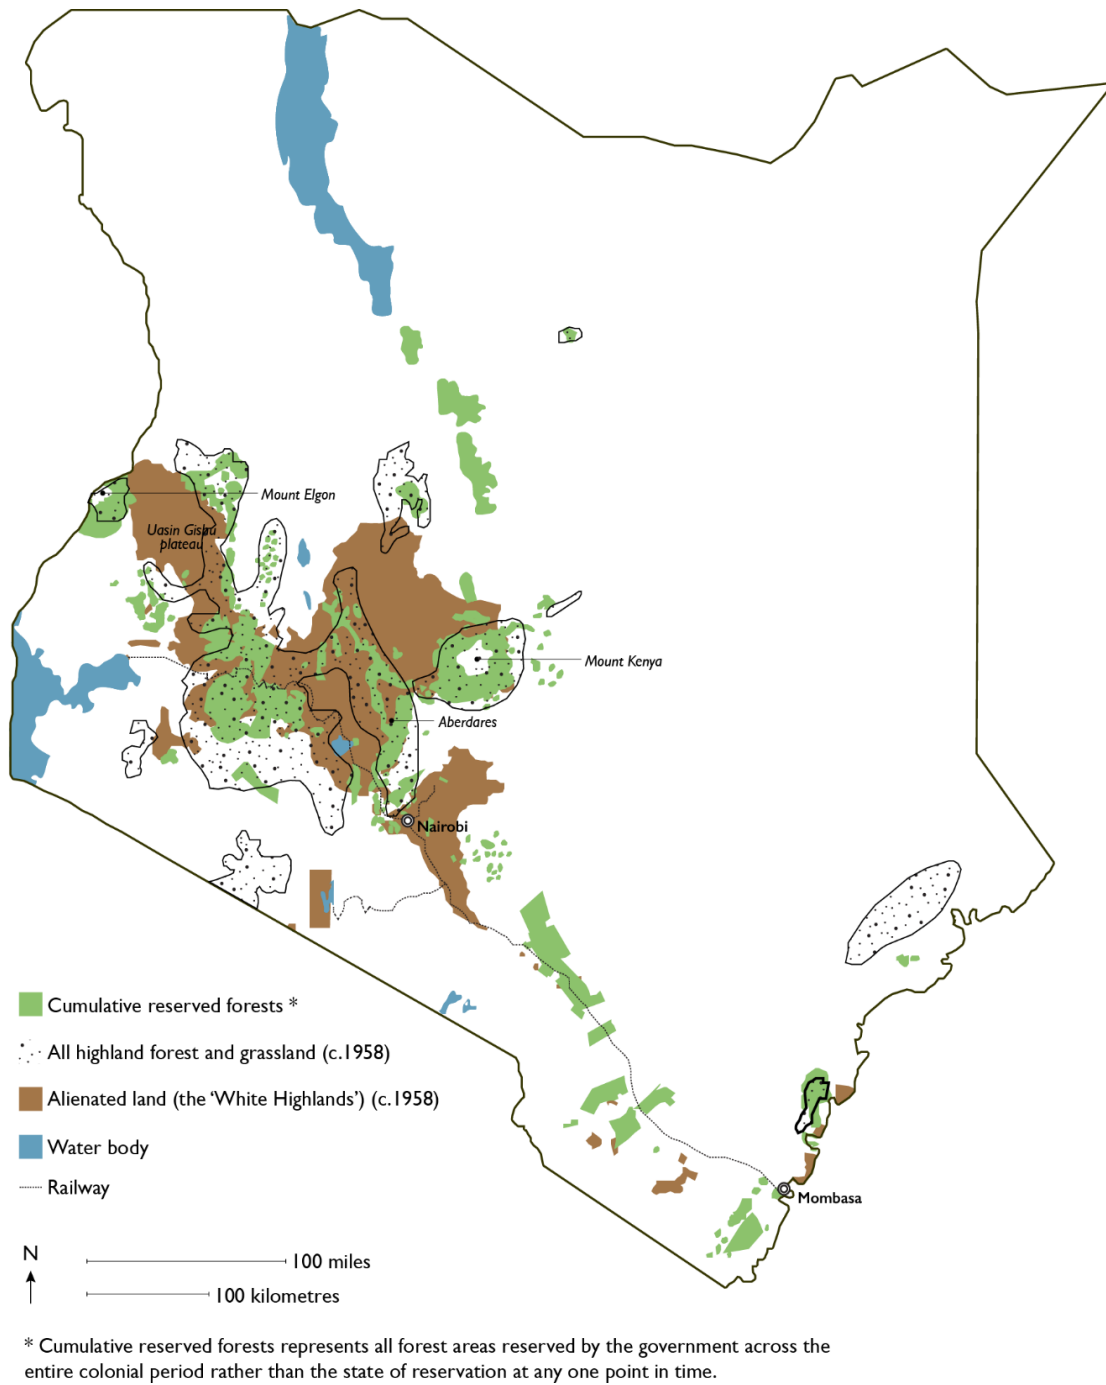 Mount Elgon
Uasin Gishu
plateau
Mount Kenya
Aberdares
Nairobi
Cumulative reserved forests *
All highland forest and grassland (c.1958)
Alienated land (the ‘White Highlands’) (c.1958)
Water body
Railway
Mombasa
N
100 miles
100 kilometres
* Cumulative reserved forests represents all forest areas reserved by the government across the
entire colonial period rather than the state of reservation at any one point in time.